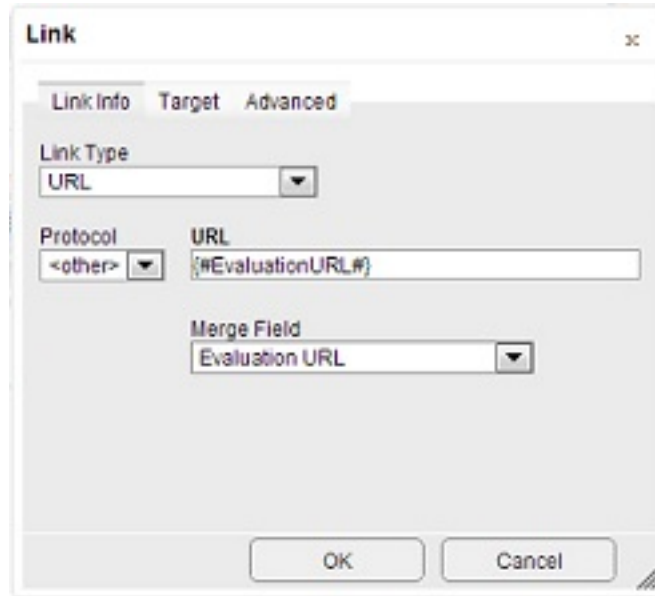 Link
Link Info Target Advanced
Link Type
URL
Protocol URL
<other> {#EvaluationURL#}
Merge Field
Evaluation URL
OK Cancel